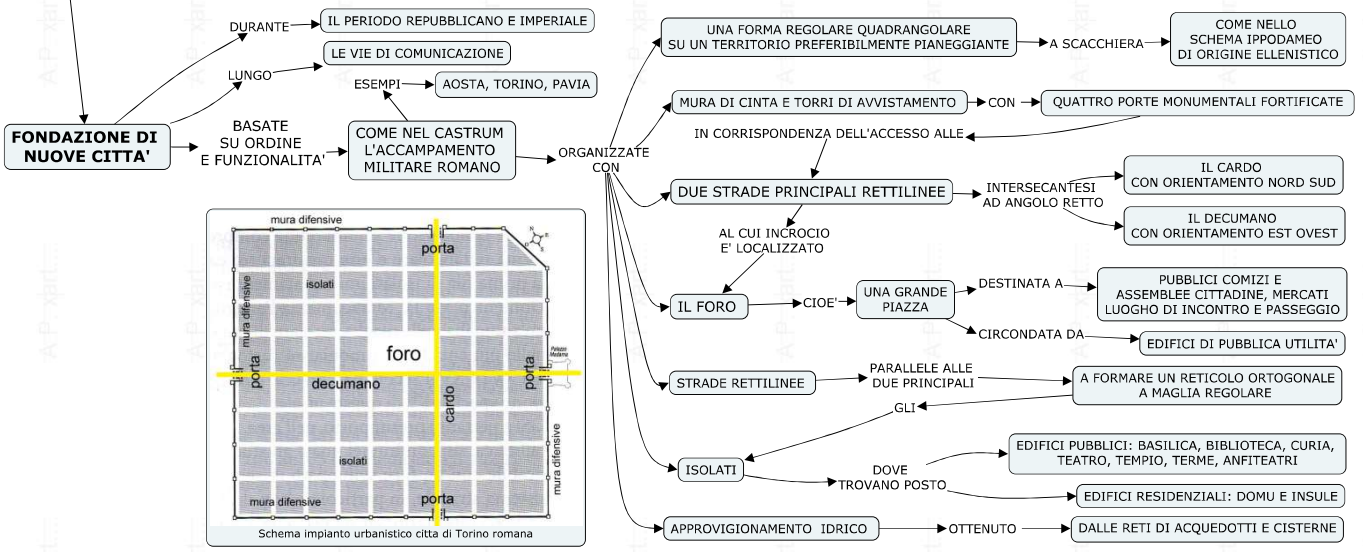 FONDAZIONE DI
NUOVE CITTA'
DURANTE
IL PERIODO REPUBBLICANO E IMPERIALE
LUNGO
LE VIE DI COMUNICAZIONE
BASATE
SU ORDINE
E FUNZIONALITA'
COME NEL CASTRUM
L'ACCAMPAMENTO
MILITARE ROMANO
ESEMPI
AOSTA, TORINO, PAVIA
ORGANIZZATE
CON
UNA FORMA REGOLARE QUADRANGOLARE
SU UN TERRITORIO PREFERIBILMENTE PIANEGGIANTE
A SCACCHIERA
COME NELLO
SCHEMA IPPODAMEO
DI ORIGINE ELLENISTICO
MURA DI CINTA E TORRI DI AVVISTAMENTO
CON
QUATTRO PORTE MONUMENTALI FORTIFICATE
IN CORRISPONDENZA DELL'ACCESSO ALLE
DUE STRADE PRINCIPALI RETTILINEE
INTERSECANTESI
AD ANGOLO RETTO
IL CARDO
CON ORIENTAMENTO NORD SUD
IL DECUMANO
CON ORIENTAMENTO EST OVEST
AL CUI INCROCIO
E' LOCALIZZATO
IL FORO
CIOE'
UNA GRANDE
PIAZZA
DESTINATA A
PUBBLICI COMIZI E
ASSEMBLEE CITTADINE, MERCATI
LUOGHO DI INCONTRO E PASSEGGIO
CIRCONDATA DA
EDIFICI DI PUBBLICA UTILITA'
STRADE RETTILINEE
PARALLELE ALLE
DUE PRINCIPALI
A FORMARE UN RETICOLO ORTOGONALE
A MAGLIA REGOLARE
GLI
ISOLATI
DOVE
TROVANO POSTO
EDIFICI PUBBLICI: BASILICA, BIBLIOTECA, CURIA,
TEATRO, TEMPIO, TERME, ANFITEATRI
EDIFICI RESIDENZIALI: DOMU E INSULE
APPROVIGIONAMENTO IDRICO
OTTENUTO
DALLE RETI DI ACQUEDOTTI E CISTERNE
mura difensive
porta
N
E
S
O
isolati
mura difensive
foro
Palazzo
Madama
porta
porta
decumano
cardo
isolati
mura difensive
mura difensive
porta
Schema impianto urbanistico citta di Torino romana